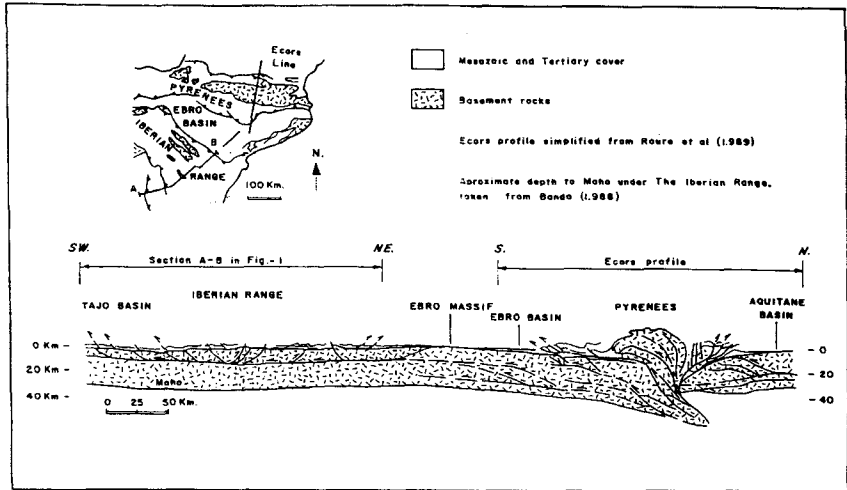 Ecors
Line
PYRENEES
EBRO
BASIN
IBERIAN
RANGE
A
B
N.
100 Km.
Mesozoic and Tertiary cover
Basement rocks
Ecors profile simplified from Roure et al (1.989)
Aproximate depth to Moho under The Iberian Range,
taken from Banda (1.988)
SW. NE. S. N.
Section A-B in Fig.-1 Ecors profile
IBERIAN RANGE
TAJO BASIN EBRO MASSIF EBRO BASIN PYRENEES AQUITANE
BASIN
0 Km - - 0
20 Km - - 20
Moho
40 Km - - 40
0 25 50 Km.